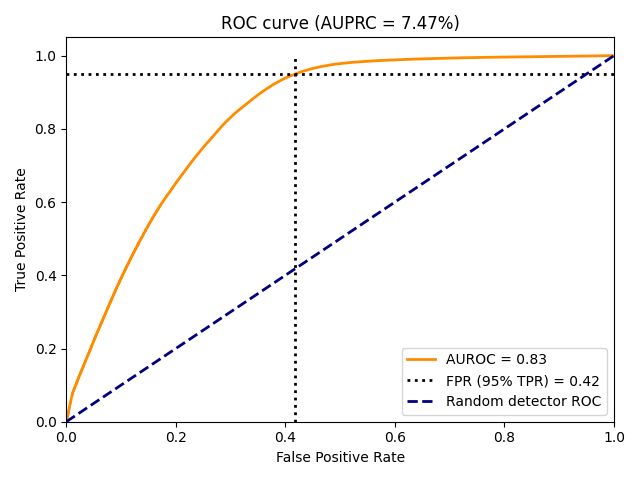 ROC curve (AUPRC = 7.47%)
True Positive Rate
1.0
0.8
0.6
0.4
0.2
0.0
0.0 0.2 0.4 0.6 0.8 1.0
False Positive Rate
AUROC = 0.83
FPR (95% TPR) = 0.42
Random detector ROC